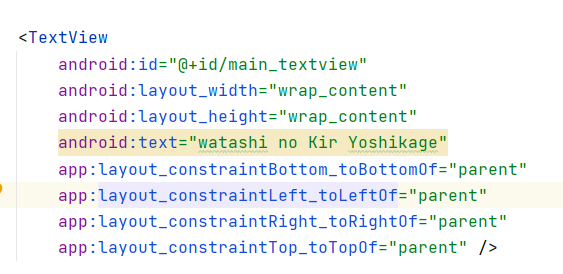 <TextView
android:id="@+id/main_textview"
android:layout_width="wrap_content"
android:layout_height="wrap_content"
android:text="watashi no Kir Yoshikage"
app:layout_constraintBottom_toBottomOf="parent"
app:layout_constraintLeft_toLeftOf="parent"
app:layout_constraintRight_toRightOf="parent"
app:layout_constraintTop_toTopOf="parent" />